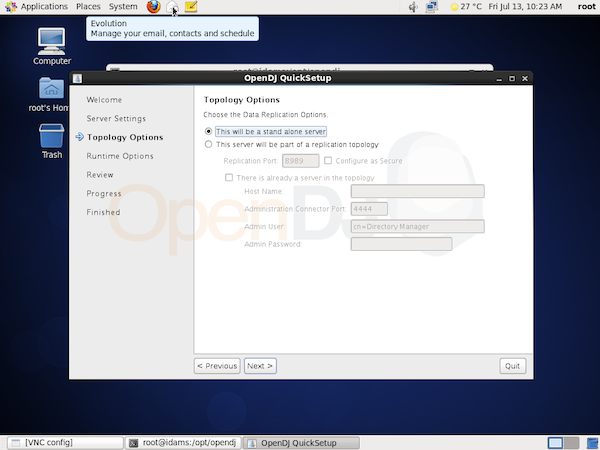 Applications Places System 27 °C Fri Jul 13, 10:23 AM root
Evolution
Manage your email, contacts and schedule
Computer
root's Hom
Trash
OpenDJ QuickSetup
Welcome
Server Settings
Topology Options
Runtime Options
Review
Progress
Finished
OpenDJ
Topology Options
Choose the Data Replication Options.
This will be a stand alone server
This server will be part of a replication topology
Replication Port: 8989 Configure as Secure
There is already a server in the topology
Host Name:
Administration Connector Port: 4444
Admin User: cn=Directory Manager
Admin Password:
< Previous Next > Quit
[VNC config] root@idams:/opt/opendj OpenDJ QuickSetup